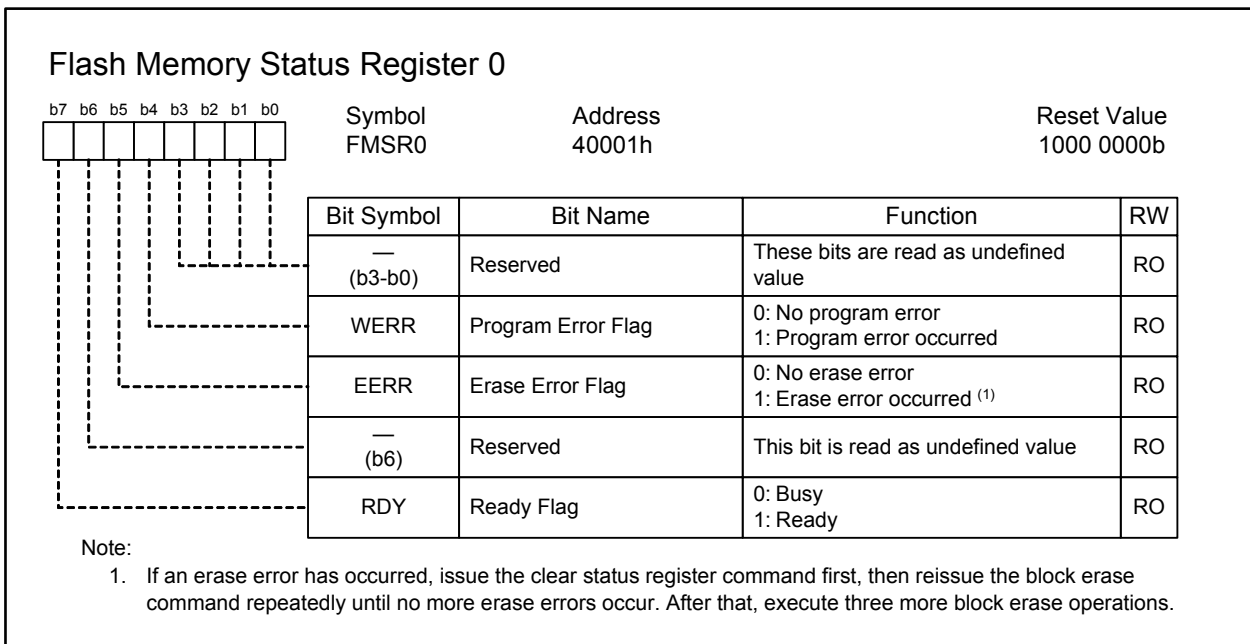 Flash Memory Status Register 0
b7 b6 b5 b4 b3 b2 b1 b0
Symbol Address Reset Value
FMSR0 40001h 1000 0000b
Bit Symbol Bit Name Function RW
—
(b3-b0)
Reserved
These bits are read as undefined
value
RO
WERR
Program Error Flag
0: No program error
1: Program error occurred
RO
EERR
Erase Error Flag
0: No erase error
1: Erase error occurred (1)
RO
—
(b6)
Reserved
This bit is read as undefined value
RO
RDY
Ready Flag
0: Busy
1: Ready
RO
Note:
1. If an erase error has occurred, issue the clear status register command first, then reissue the block erase
command repeatedly until no more erase errors occur. After that, execute three more block erase operations.